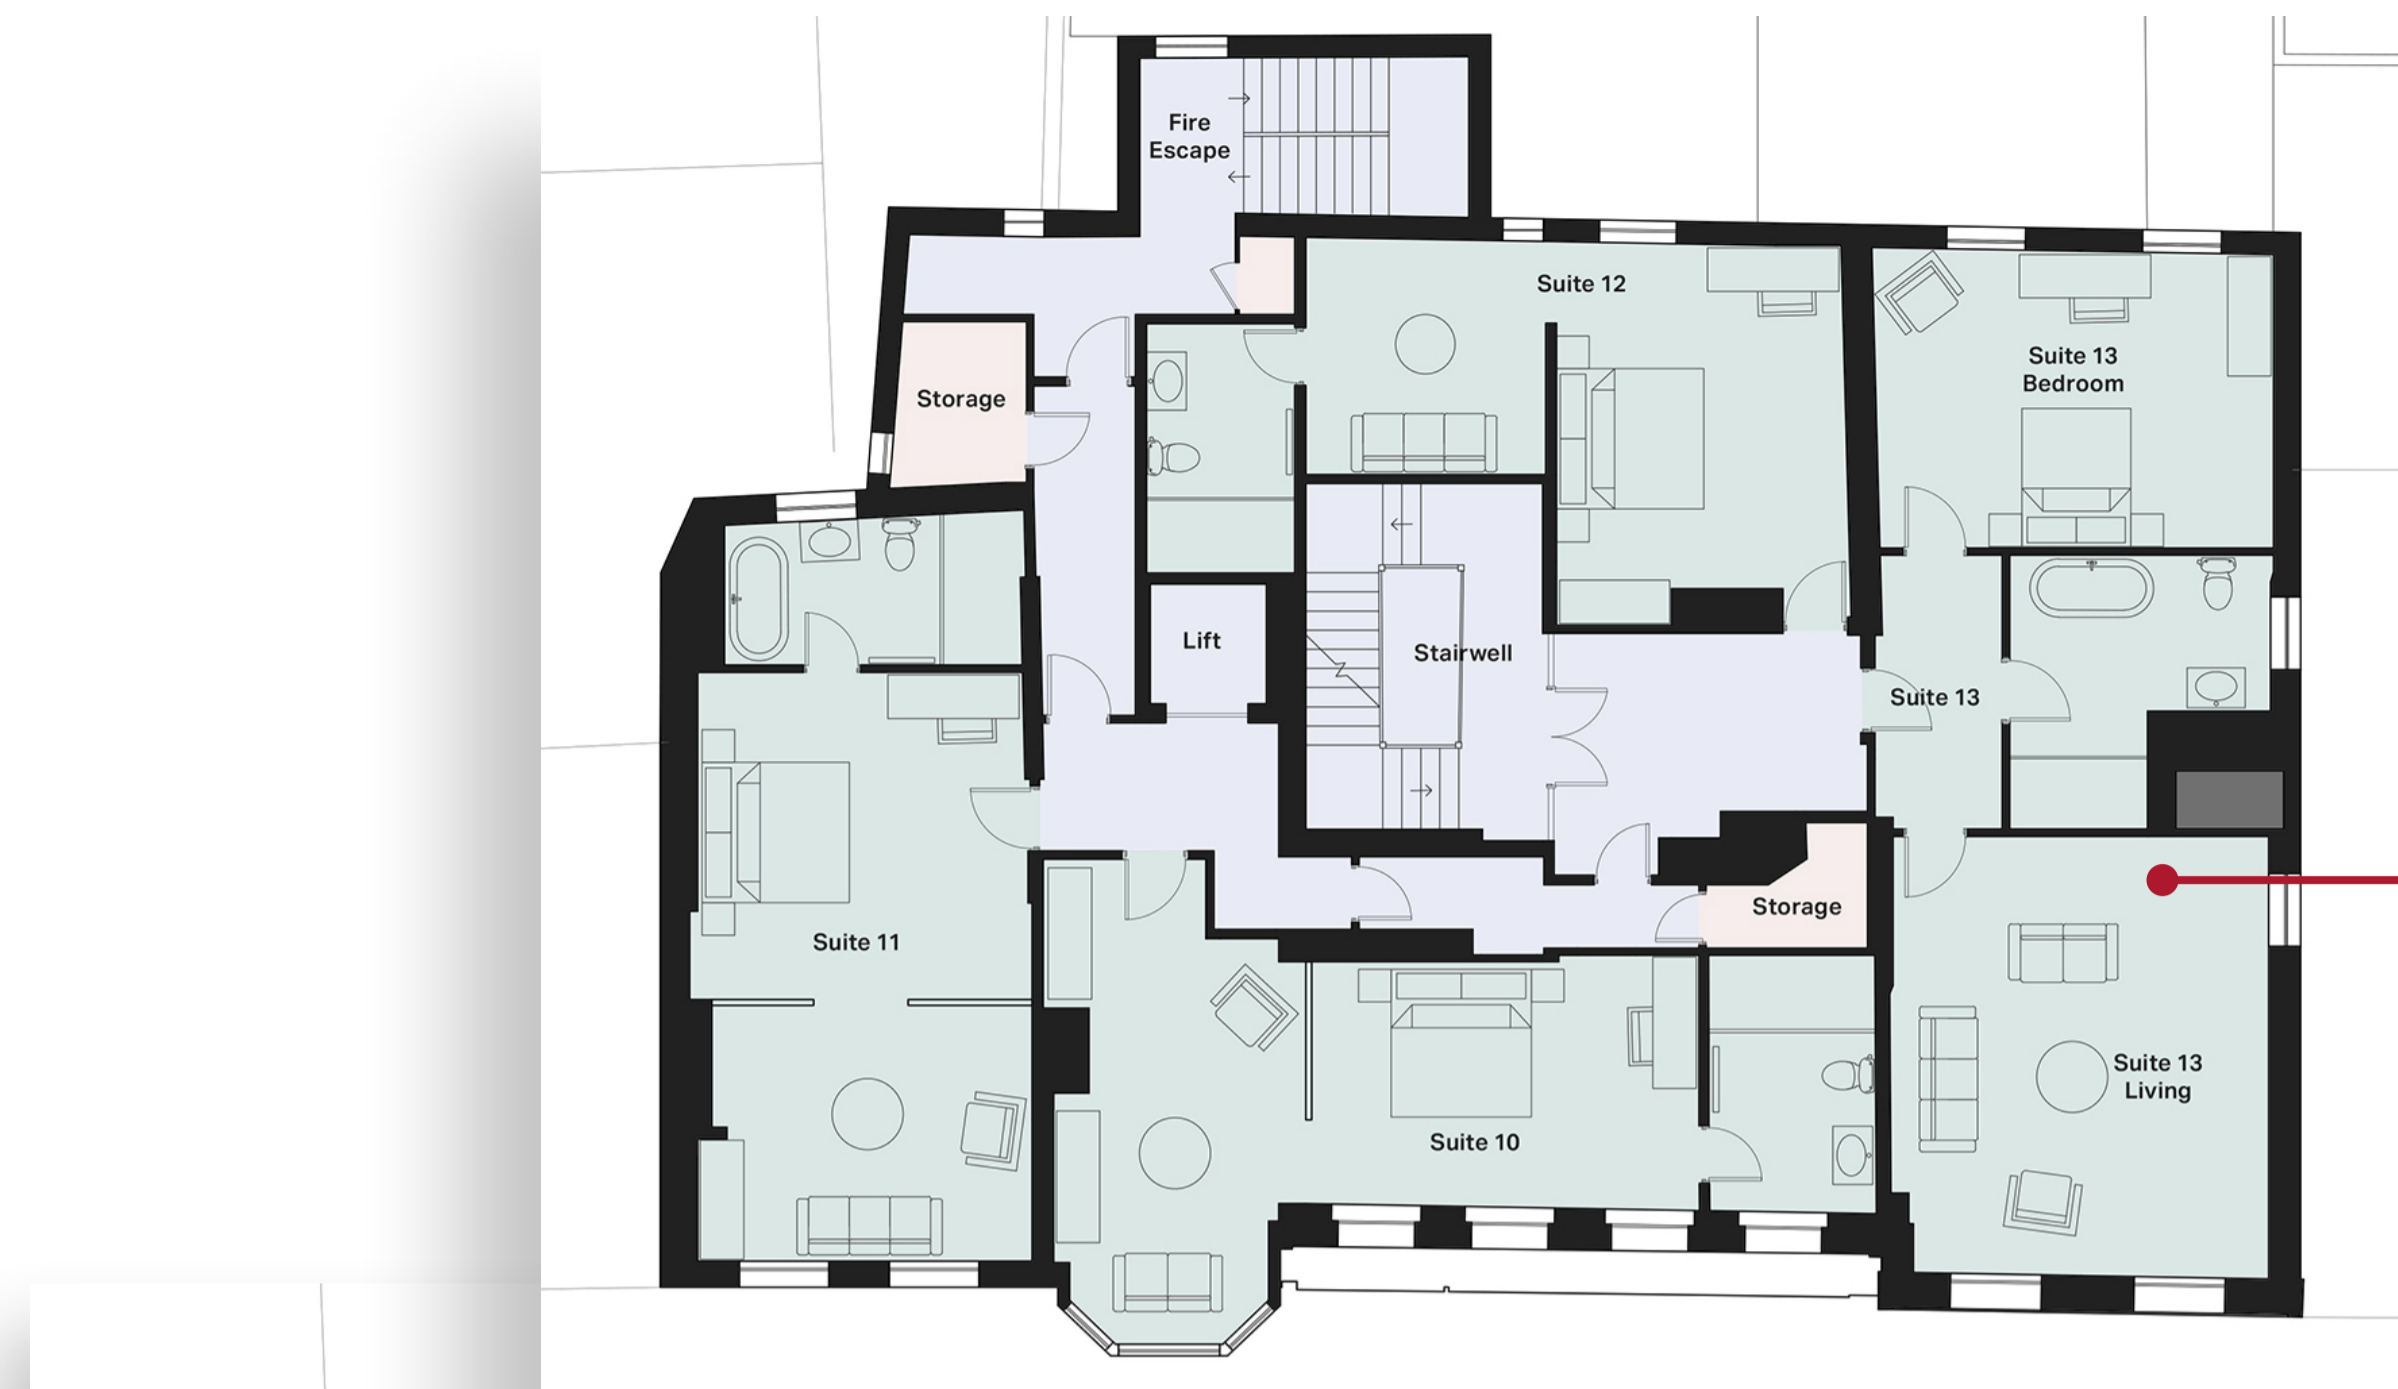 Fire
Escape
Suite 12
Suite 13
Bedroom
Storage
Lift
Stairwell
Suite 13
Storage
Suite 11
Suite 13
Living
Suite 10